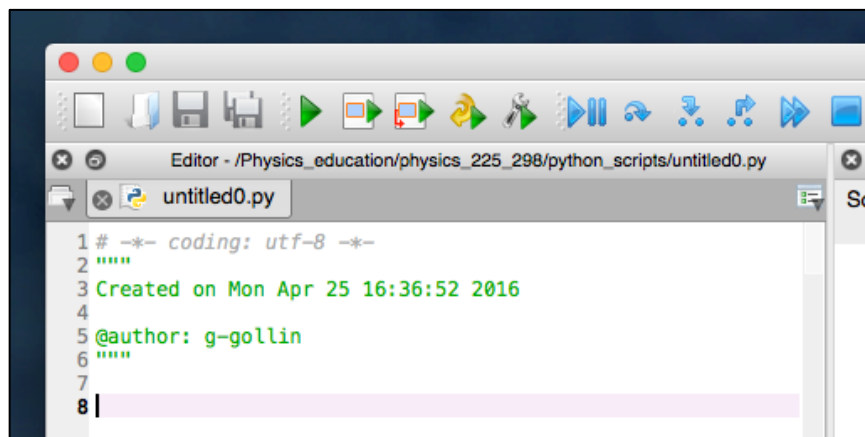 Editor - /Physics_education/physics_225_298/python_scripts/untitled0.py
untitled0.py
1 # -*- coding: utf-8 -*-
2 """
3 Created on Mon Apr 25 16:36:52 2016
4
5 @author: g-gollin
6 """
7
8